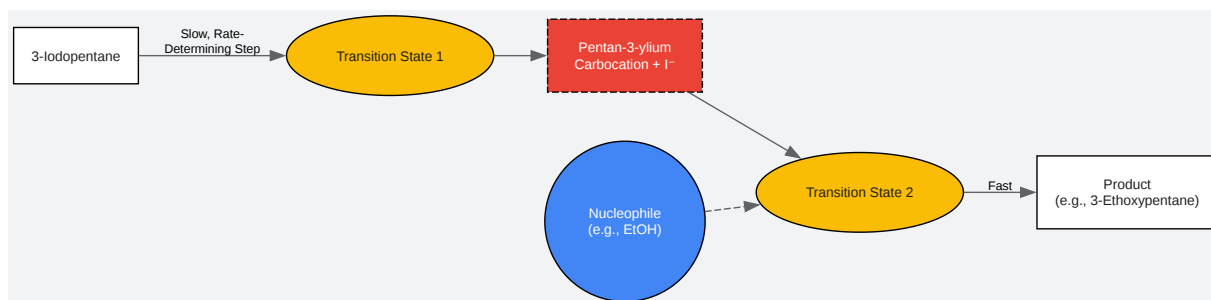 3-Iodopentane
Slow, Rate-
Determining Step
Transition State 1
Pentan-3-ylium
Carbocation + I⁻
Nucleophile
(e.g., EtOH)
Transition State 2
Fast
Product
(e.g., 3-Ethoxypentane)